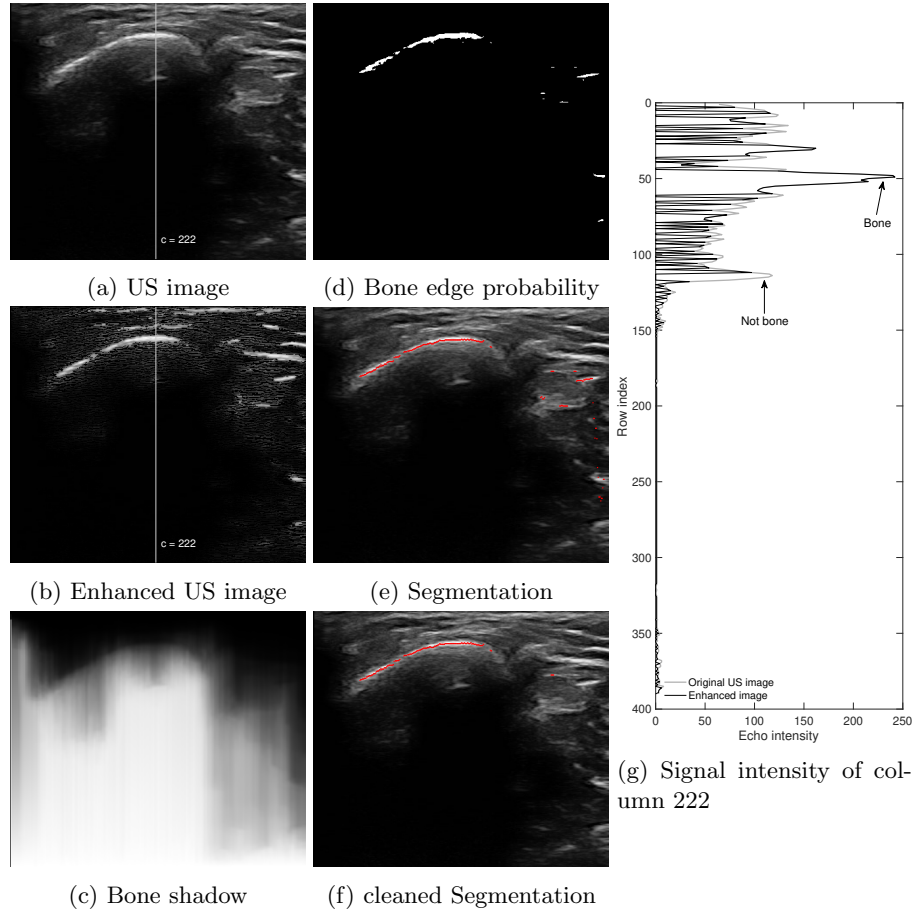 c = 222
(a) US image
(d) Bone edge probability
c = 222
(b) Enhanced US image
(e) Segmentation
(c) Bone shadow
(f) cleaned Segmentation
0
50
100
150
200
250
300
350
400
Row index
Bone
Not bone
Original US image
Enhanced image
0 50 100 150 200 250
Echo intensity
(g) Signal intensity of col-
umn 222